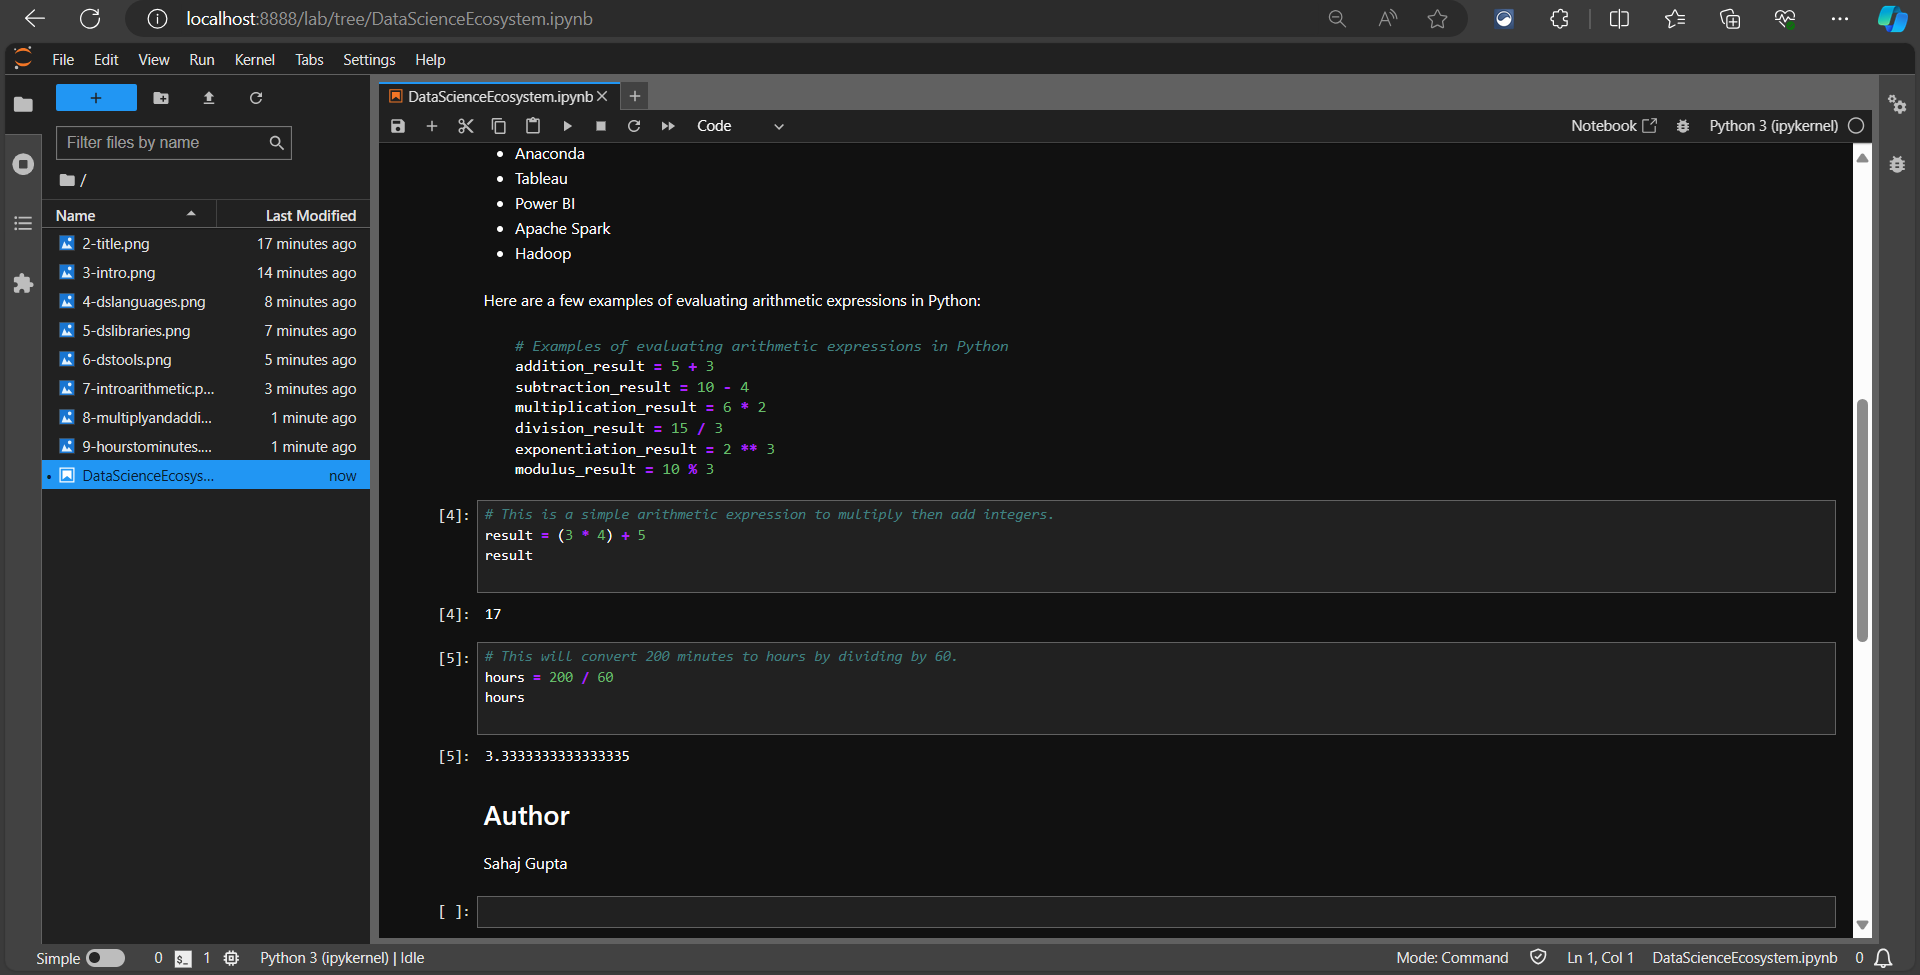 localhost:8888/lab/tree/DataScienceEcosystem.ipynb
File Edit View Run Kernel Tabs Settings Help
Filter files by name
/
Name Last Modified
2-title.png 17 minutes ago
3-intro.png 14 minutes ago
4-dslanguages.png 8 minutes ago
5-dslibraries.png 7 minutes ago
6-dstools.png 5 minutes ago
7-introarithmetic.p... 3 minutes ago
8-multiplyandaddi... 1 minute ago
9-hourstominutes.... 1 minute ago
DataScienceEcosys... now
DataScienceEcosystem.ipynb
Code Notebook Python 3 (ipykernel)
• Anaconda
• Tableau
• Power BI
• Apache Spark
• Hadoop
Here are a few examples of evaluating arithmetic expressions in Python:
# Examples of evaluating arithmetic expressions in Python
addition_result = 5 + 3
subtraction_result = 10 - 4
multiplication_result = 6 * 2
division_result = 15 / 3
exponentiation_result = 2 ** 3
modulus_result = 10 % 3
[4]: # This is a simple arithmetic expression to multiply then add integers.
result = (3 * 4) + 5
result
[4]: 17
[5]: # This will convert 200 minutes to hours by dividing by 60.
hours = 200 / 60
hours
[5]: 3.3333333333333335
Author
Sahaj Gupta
[ ]:
Simple 0 $_ 1 Python 3 (ipykernel) | Idle Mode: Command Ln 1, Col 1 DataScienceEcosystem.ipynb 0